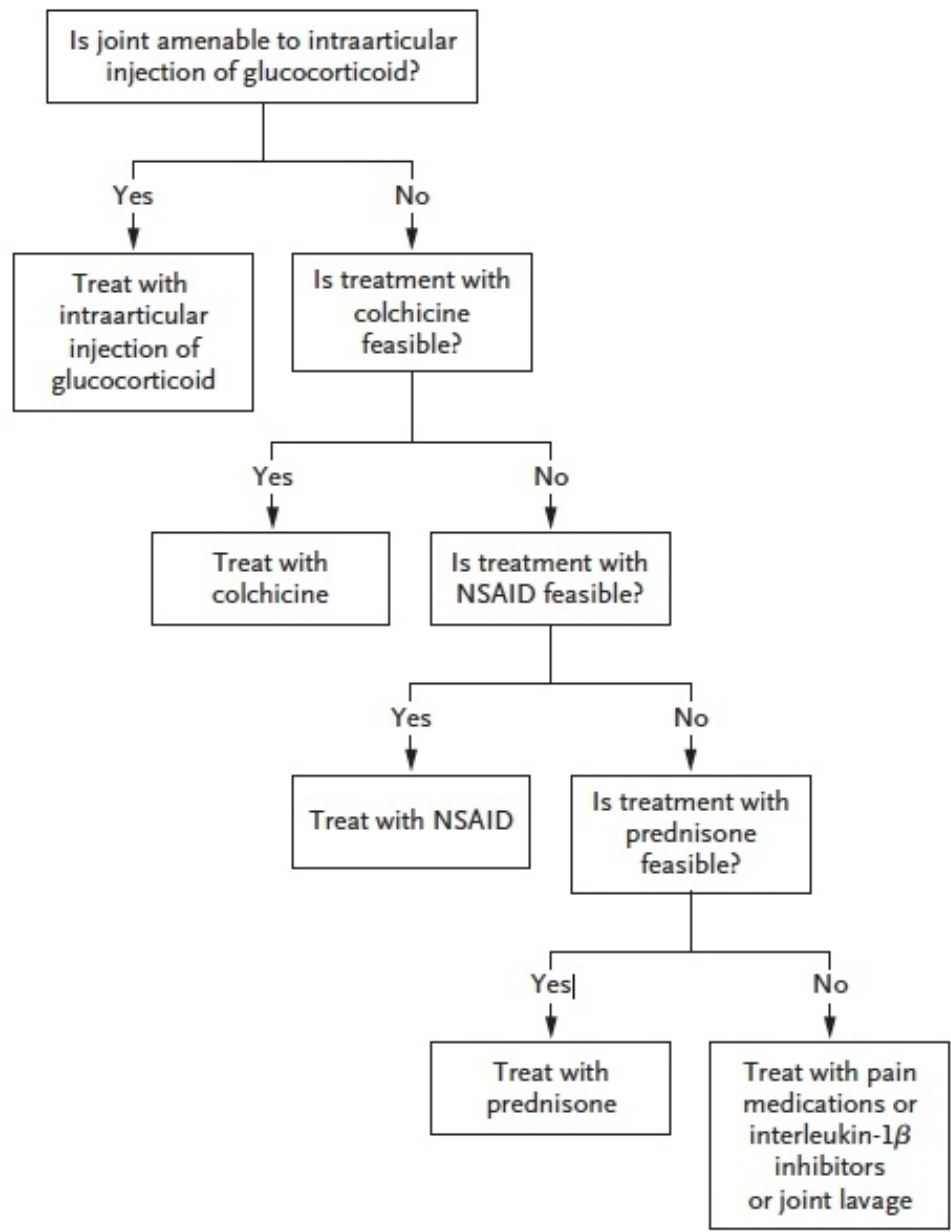 Is joint amenable to intraarticular
injection of glucocorticoid?
Yes
No
Treat with
intraarticular
injection of
glucocorticoid
Is treatment with
colchicine
feasible?
Yes
No
Treat with
colchicine
Is treatment with
NSAID feasible?
Yes
No
Treat with NSAID
Is treatment with
prednisone
feasible?
Yes
No
Treat with
prednisone
Treat with pain
medications or
interleukin-1β
inhibitors
or joint lavage